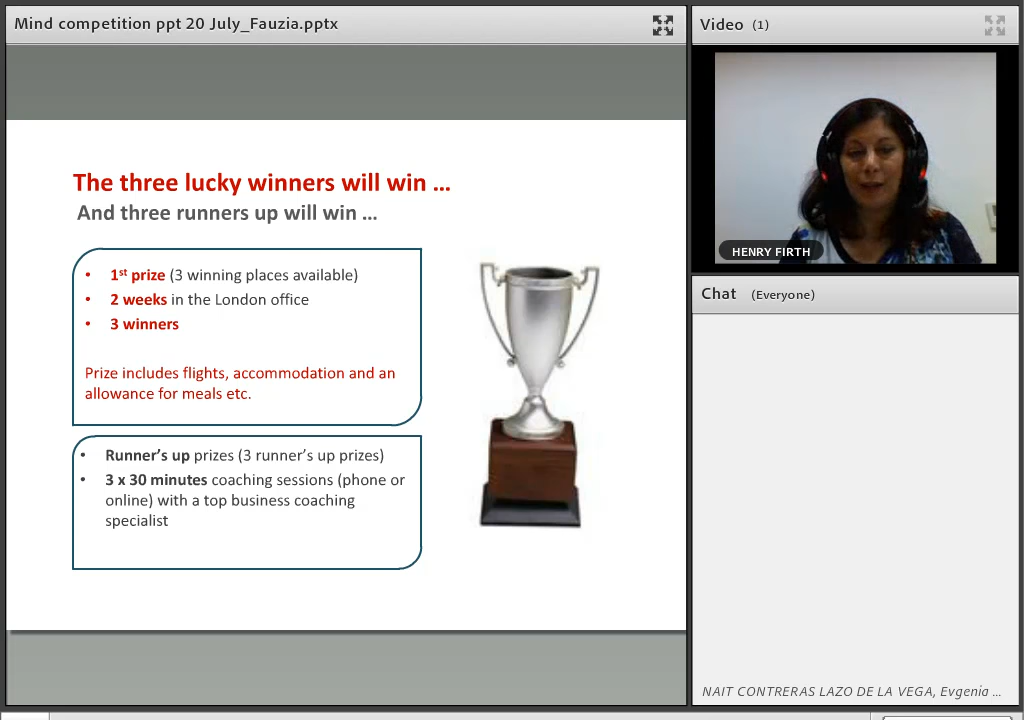 Mind competition ppt 20 July_Fauzia.pptx
Video (1)
The three lucky winners will win ...
And three runners up will win ...
• 1st prize (3 winning places available)
• 2 weeks in the London office
• 3 winners
Prize includes flights, accommodation and an
allowance for meals etc.
• Runner's up prizes (3 runner's up prizes)
• 3 x 30 minutes coaching sessions (phone or
online) with a top business coaching
specialist
HENRY FIRTH
Chat (Everyone)
NAIT CONTRERAS LAZO DE LA VEGA, Evgenia ...